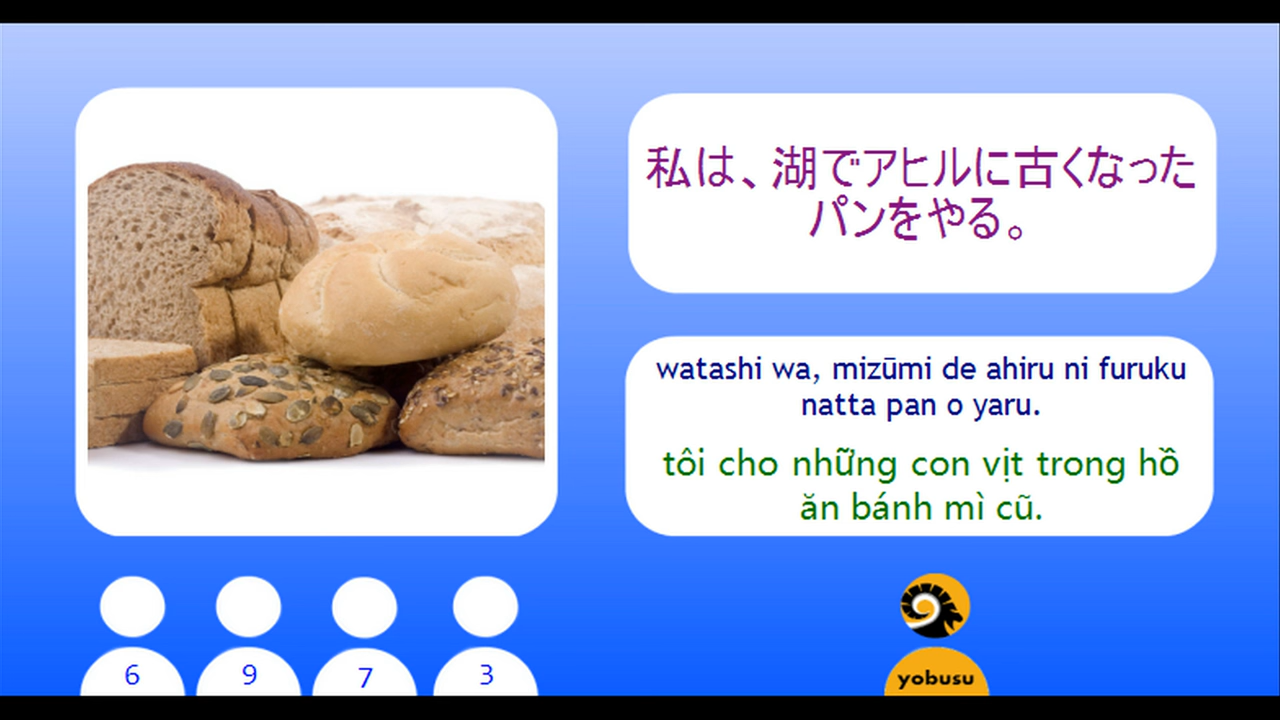 私は、湖でアヒルに古くなった
パンをやる。
watashi wa, mizūmi de ahiru ni furuku
natta pan o yaru.
tôi cho những con vịt trong hồ
ăn bánh mì cũ.
6 9 7 3
yobusu